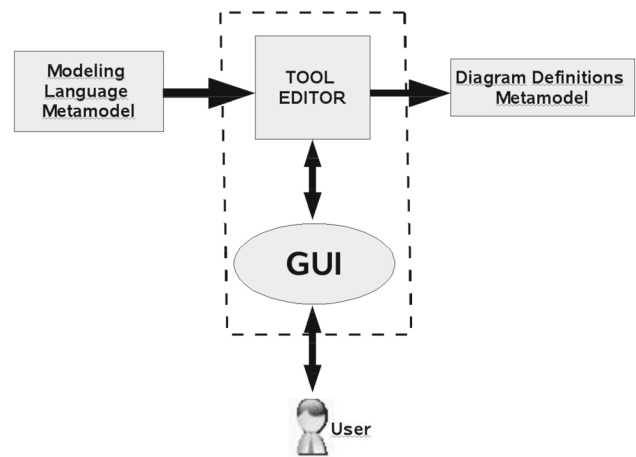 Modeling
Language
Metamodel
TOOL
EDITOR
Diagram Definitions
Metamodel
GUI
User